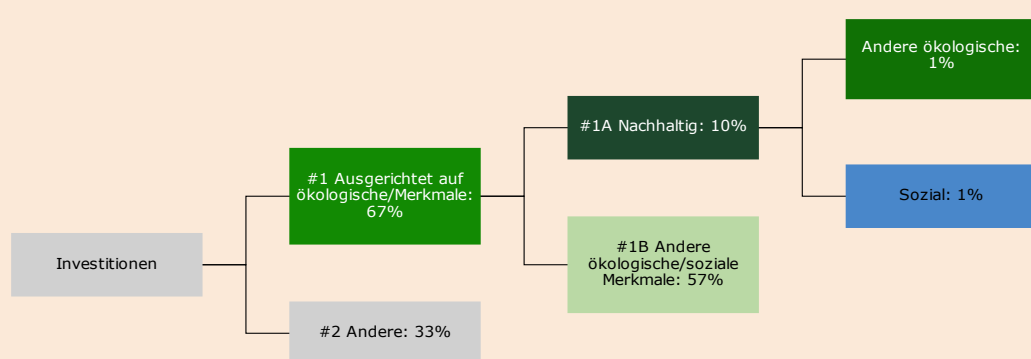 Andere ökologische:
1%
#1A Nachhaltig: 10%
#1 Ausgerichtet auf
ökologische/Merkmale:
67%
Sozial: 1%
Investitionen
#1B Andere
ökologische/soziale
Merkmale: 57%
#2 Andere: 33%